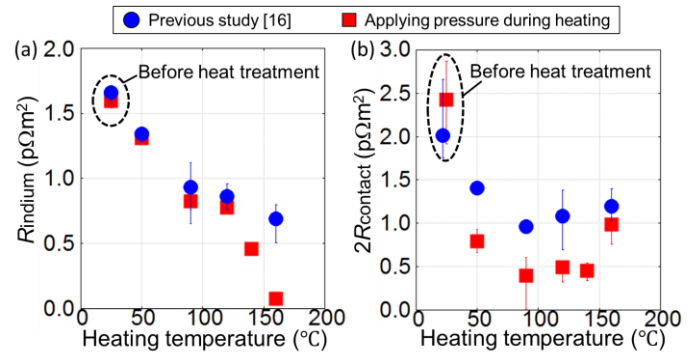 Previous study [16] Applying pressure during heating
(a) (b)
Before heat treatment
Before heat treatment
Rindium (pΩm²)
2.0
1.5
1.0
0.5
0.0
0 50 100 150 200
Heating temperature (℃)
2Rcontact (pΩm²)
3.0
2.5
2.0
1.5
1.0
0.5
0.0
0 50 100 150 200
Heating temperature (℃)